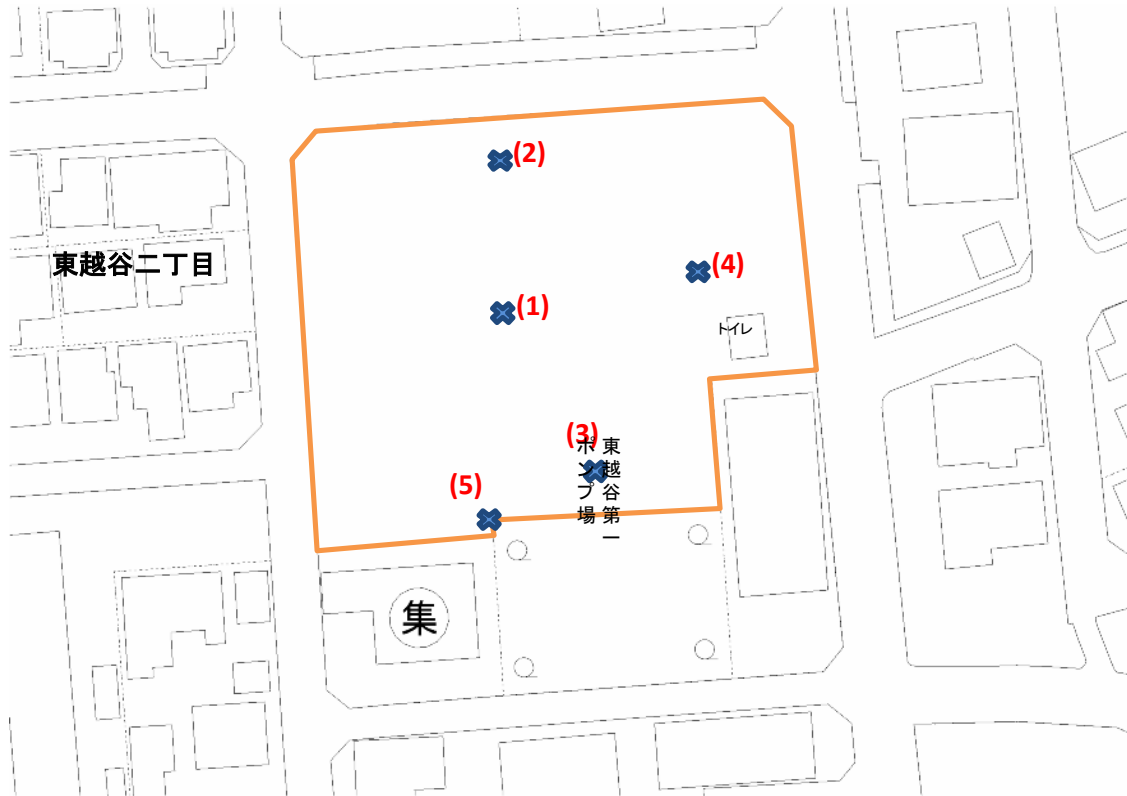 (2)
東越谷二丁目
(4)
(1)
トイレ
(3)
東越谷第一
ポンプ場
(5)
集